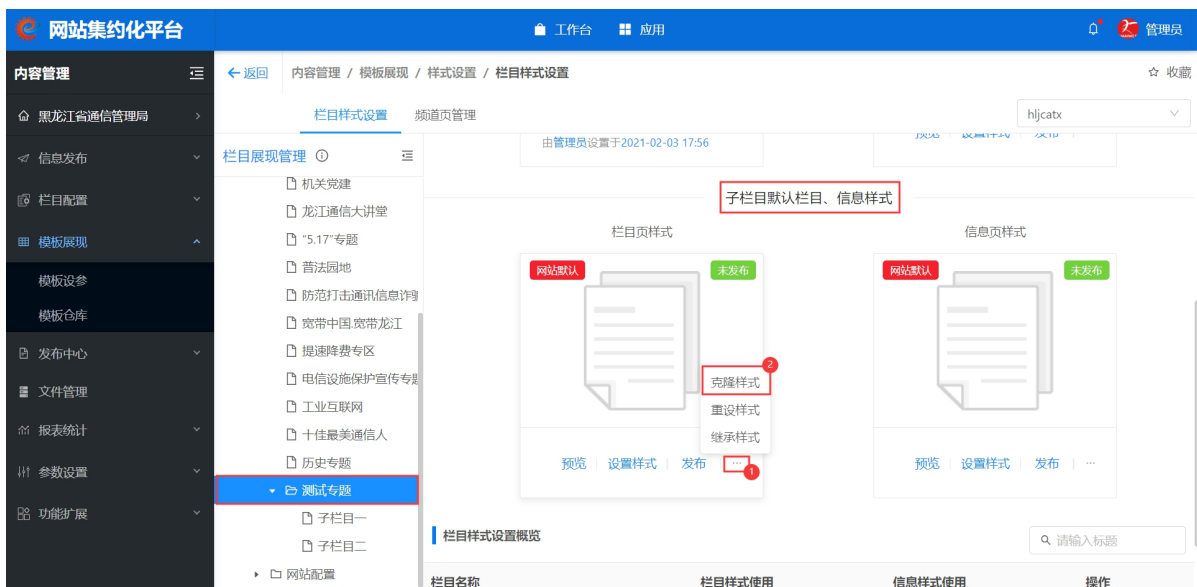 网站集约化平台
工作台
应用
管理员
内容管理
返回
内容管理 / 模板展现 / 样式设置 / 栏目样式设置
收藏
黑龙江省通信管理局
信息发布
栏目配置
模板展现
模板设参
模板仓库
发布中心
文件管理
报表统计
参数设置
功能扩展
栏目样式设置
频道页管理
hljcatx
栏目展现管理
机关党建
龙江通信大讲堂
“5.17”专题
普法园地
防范打击通讯信息诈骗
宽带中国.宽带龙江
提速降费专区
电信设施保护宣传专题
工业互联网
十佳最美通信人
历史专题
测试专题
子栏目一
子栏目二
网站配置
由管理员设置于2021-02-03 17:56
预览 设置样式 发布
子栏目默认栏目、信息样式
栏目页样式
信息页样式
网站默认
未发布
网站默认
未发布
2
克隆样式
重设样式
继承样式
预览 设置样式 发布 ...
1
预览 设置样式 发布 ...
栏目样式设置概览
请输入标题
栏目名称
栏目样式使用
信息样式使用
操作